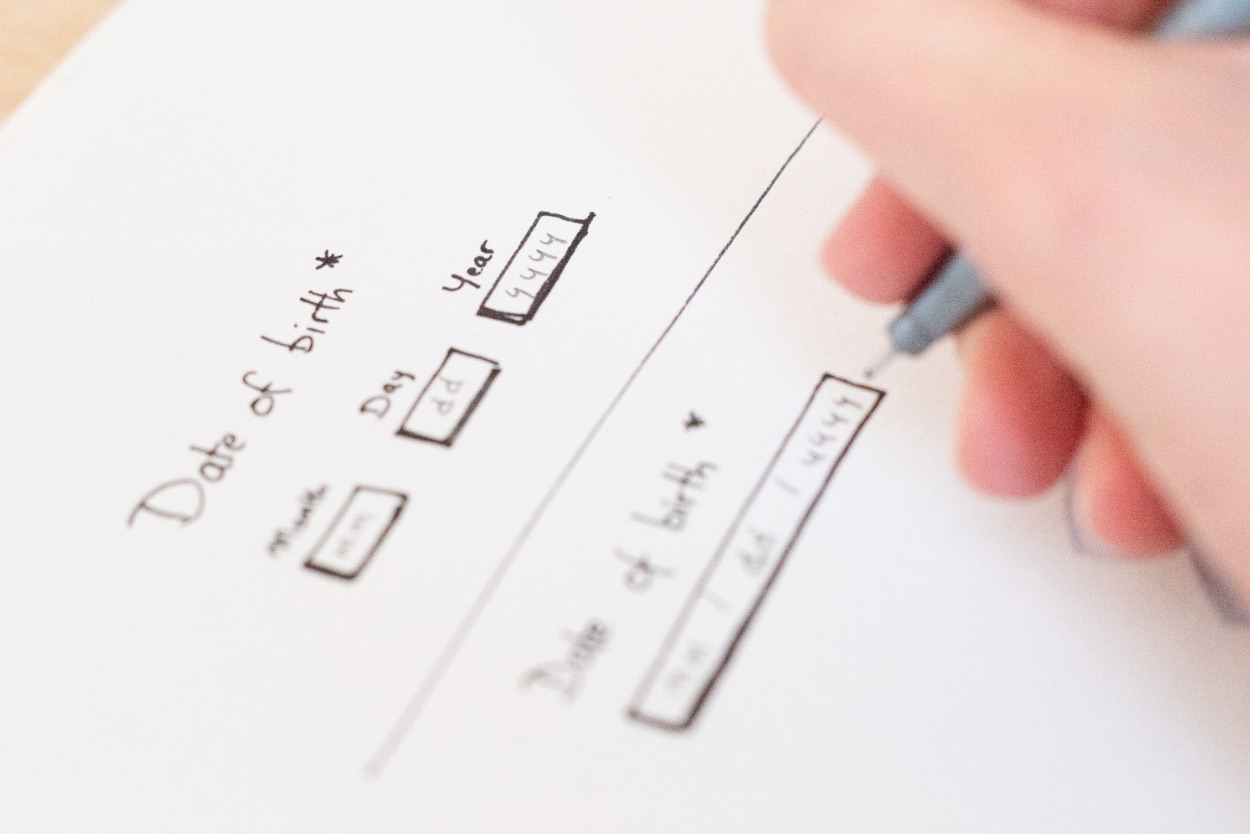 Date of birth *
Month Day Year
mm dd yyyy
Date of birth *
mm / dd / yyyy